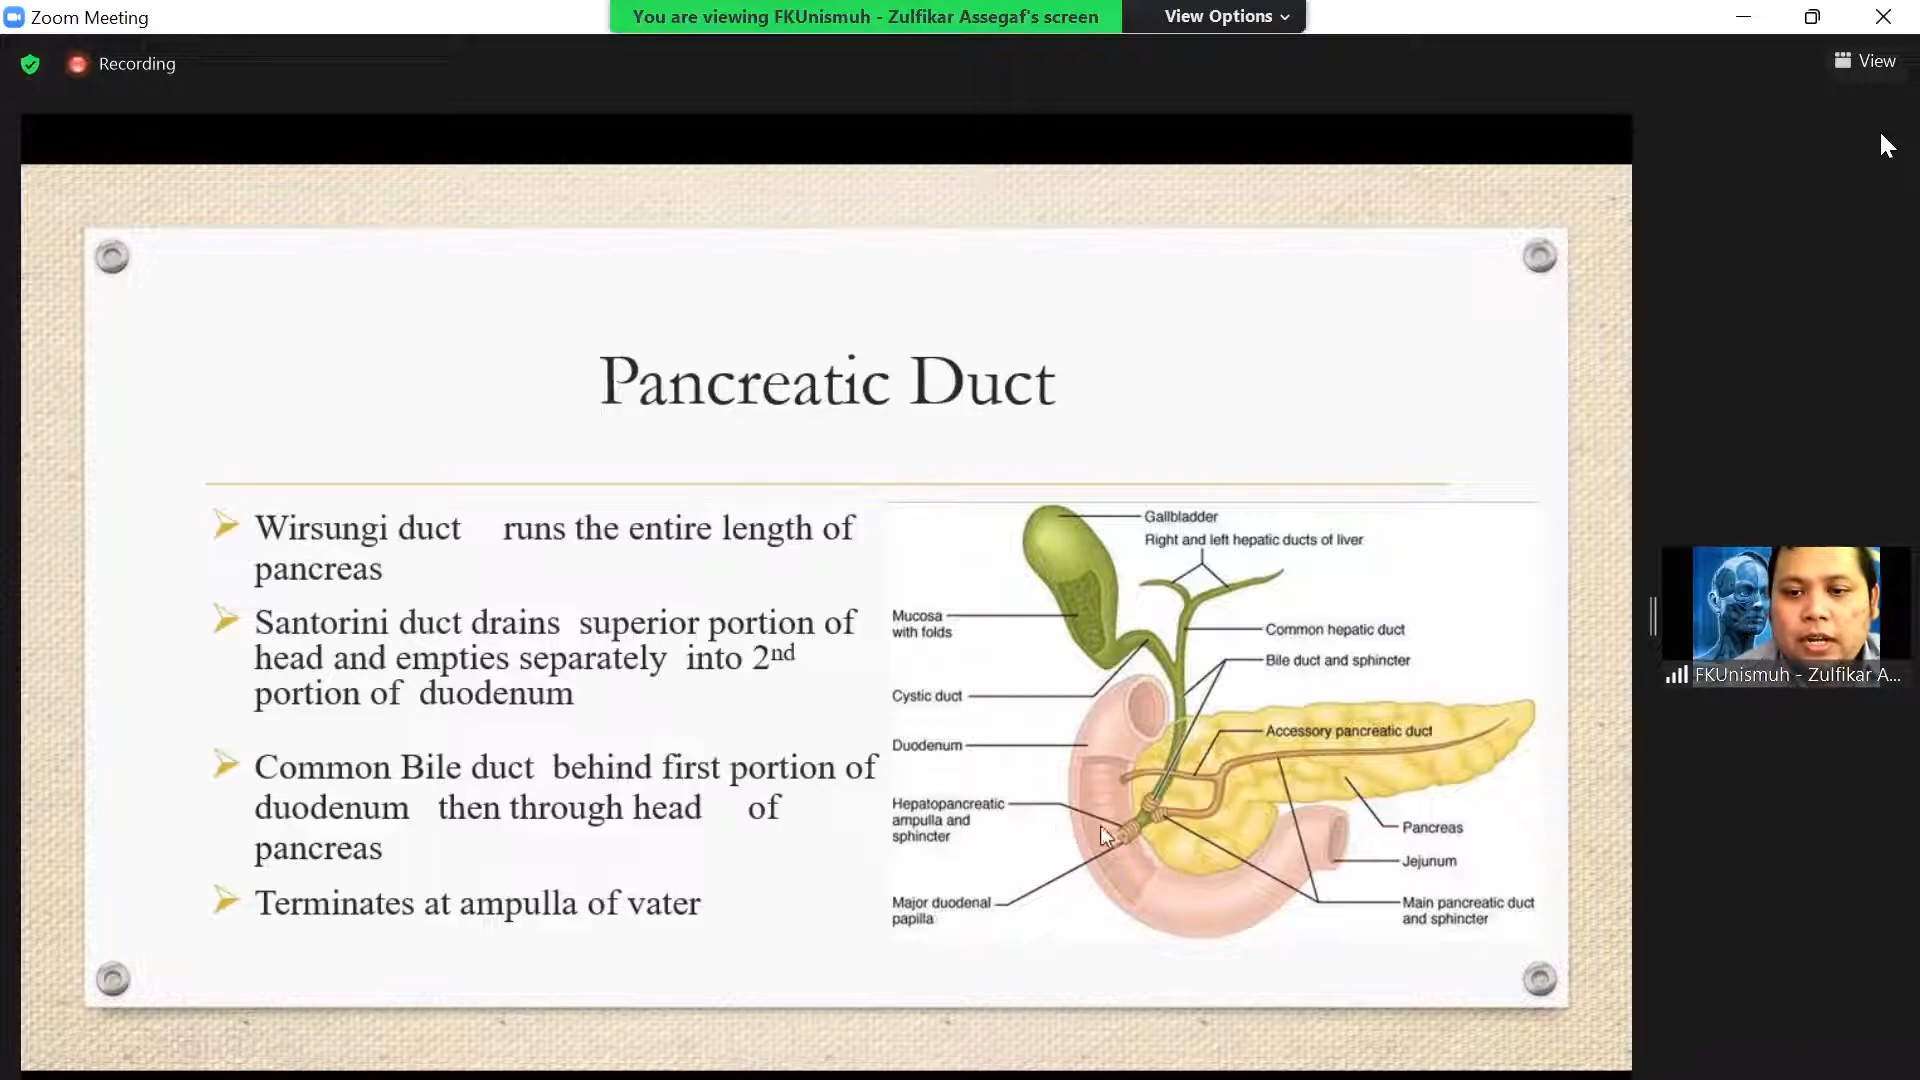 Zoom Meeting
You are viewing FKUnismuh - Zulfikar Assegaf's screen
View Options
Recording
View
Pancreatic Duct
Wirsungi duct runs the entire length of
pancreas
Santorini duct drains superior portion of
head and empties separately into 2nd
portion of duodenum
Common Bile duct behind first portion of
duodenum then through head of
pancreas
Terminates at ampulla of vater
Gallbladder
Right and left hepatic ducts of liver
Mucosa
with folds
Common hepatic duct
Bile duct and sphincter
Cystic duct
Accessory pancreatic duct
Duodenum
Hepatopancreatic
ampulla and
sphincter
Pancreas
Jejunum
Major duodenal
papilla
Main pancreatic duct
and sphincter
FKUnismuh - Zulfikar A...